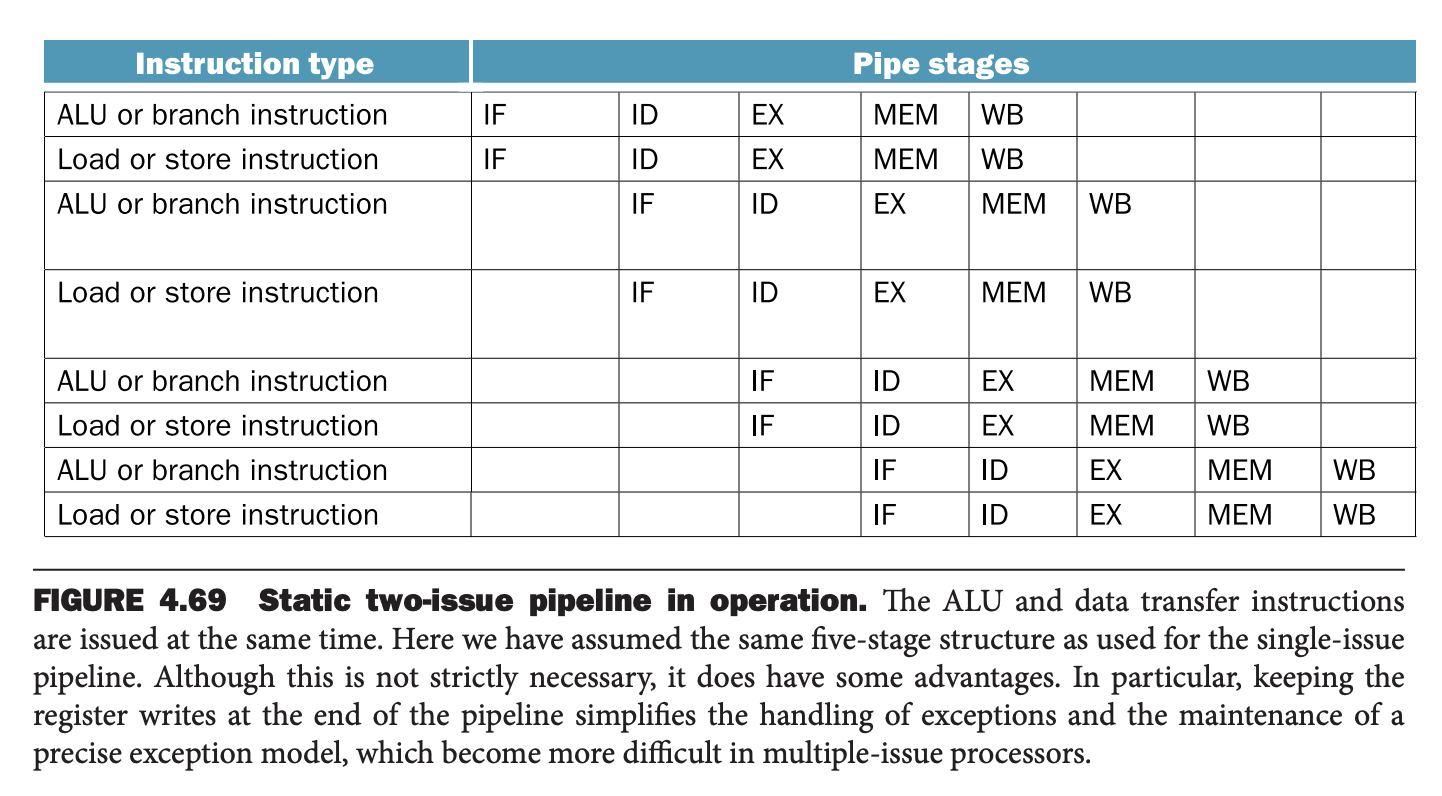 Instruction type Pipe stages
ALU or branch instruction IF ID EX MEM WB
Load or store instruction IF ID EX MEM WB
ALU or branch instruction IF ID EX MEM WB
Load or store instruction IF ID EX MEM WB
ALU or branch instruction IF ID EX MEM WB
Load or store instruction IF ID EX MEM WB
ALU or branch instruction IF ID EX MEM WB
Load or store instruction IF ID EX MEM WB
FIGURE 4.69 Static two-issue pipeline in operation. The ALU and data transfer instructions
are issued at the same time. Here we have assumed the same five-stage structure as used for the single-issue
pipeline. Although this is not strictly necessary, it does have some advantages. In particular, keeping the
register writes at the end of the pipeline simplifies the handling of exceptions and the maintenance of a
precise exception model, which become more difficult in multiple-issue processors.